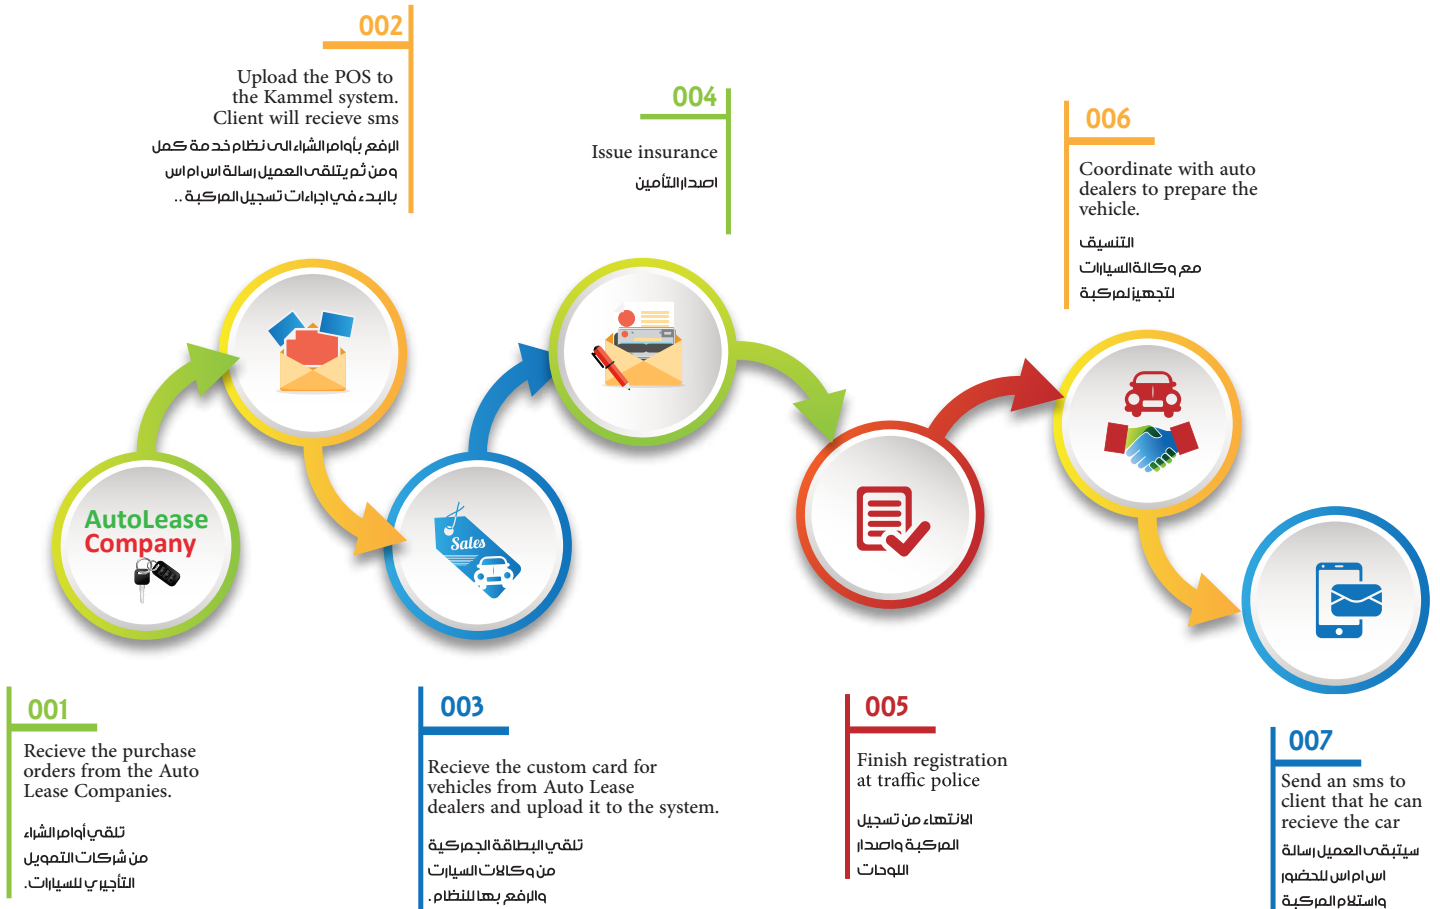 002
Upload the POS to
the Kammel system.
Client will recieve sms
الرفع بأوامر الشراء الى نظام خدمة كمل
ومن ثم يتلقى العميل رسالة اس ام اس
بالبدء في اجراءات تسجيل المركبة ..
004
Issue insurance
اصدار التأمين
006
Coordinate with auto
dealers to prepare the
vehicle.
التنسيق
مع وكالة السيارات
لتجهيز لمركبة
AutoLease
Company
Sales
001
Recieve the purchase
orders from the Auto
Lease Companies.
تلقي أوامر الشراء
من شركات التمويل
التأجيري للسيارات.
003
Recieve the custom card for
vehicles from Auto Lease
dealers and upload it to the system.
تلقي البطاقة الجمركية
من وكالات السيارت
والرفع بها للنظام .
005
Finish registration
at traffic police
الانتهاء من تسجيل
المركبة واصدار
اللوحات
007
Send an sms to
client that he can
recieve the car
سيتبقى العميل رسالة
اس ام اس للحضور
واستلام المركبة